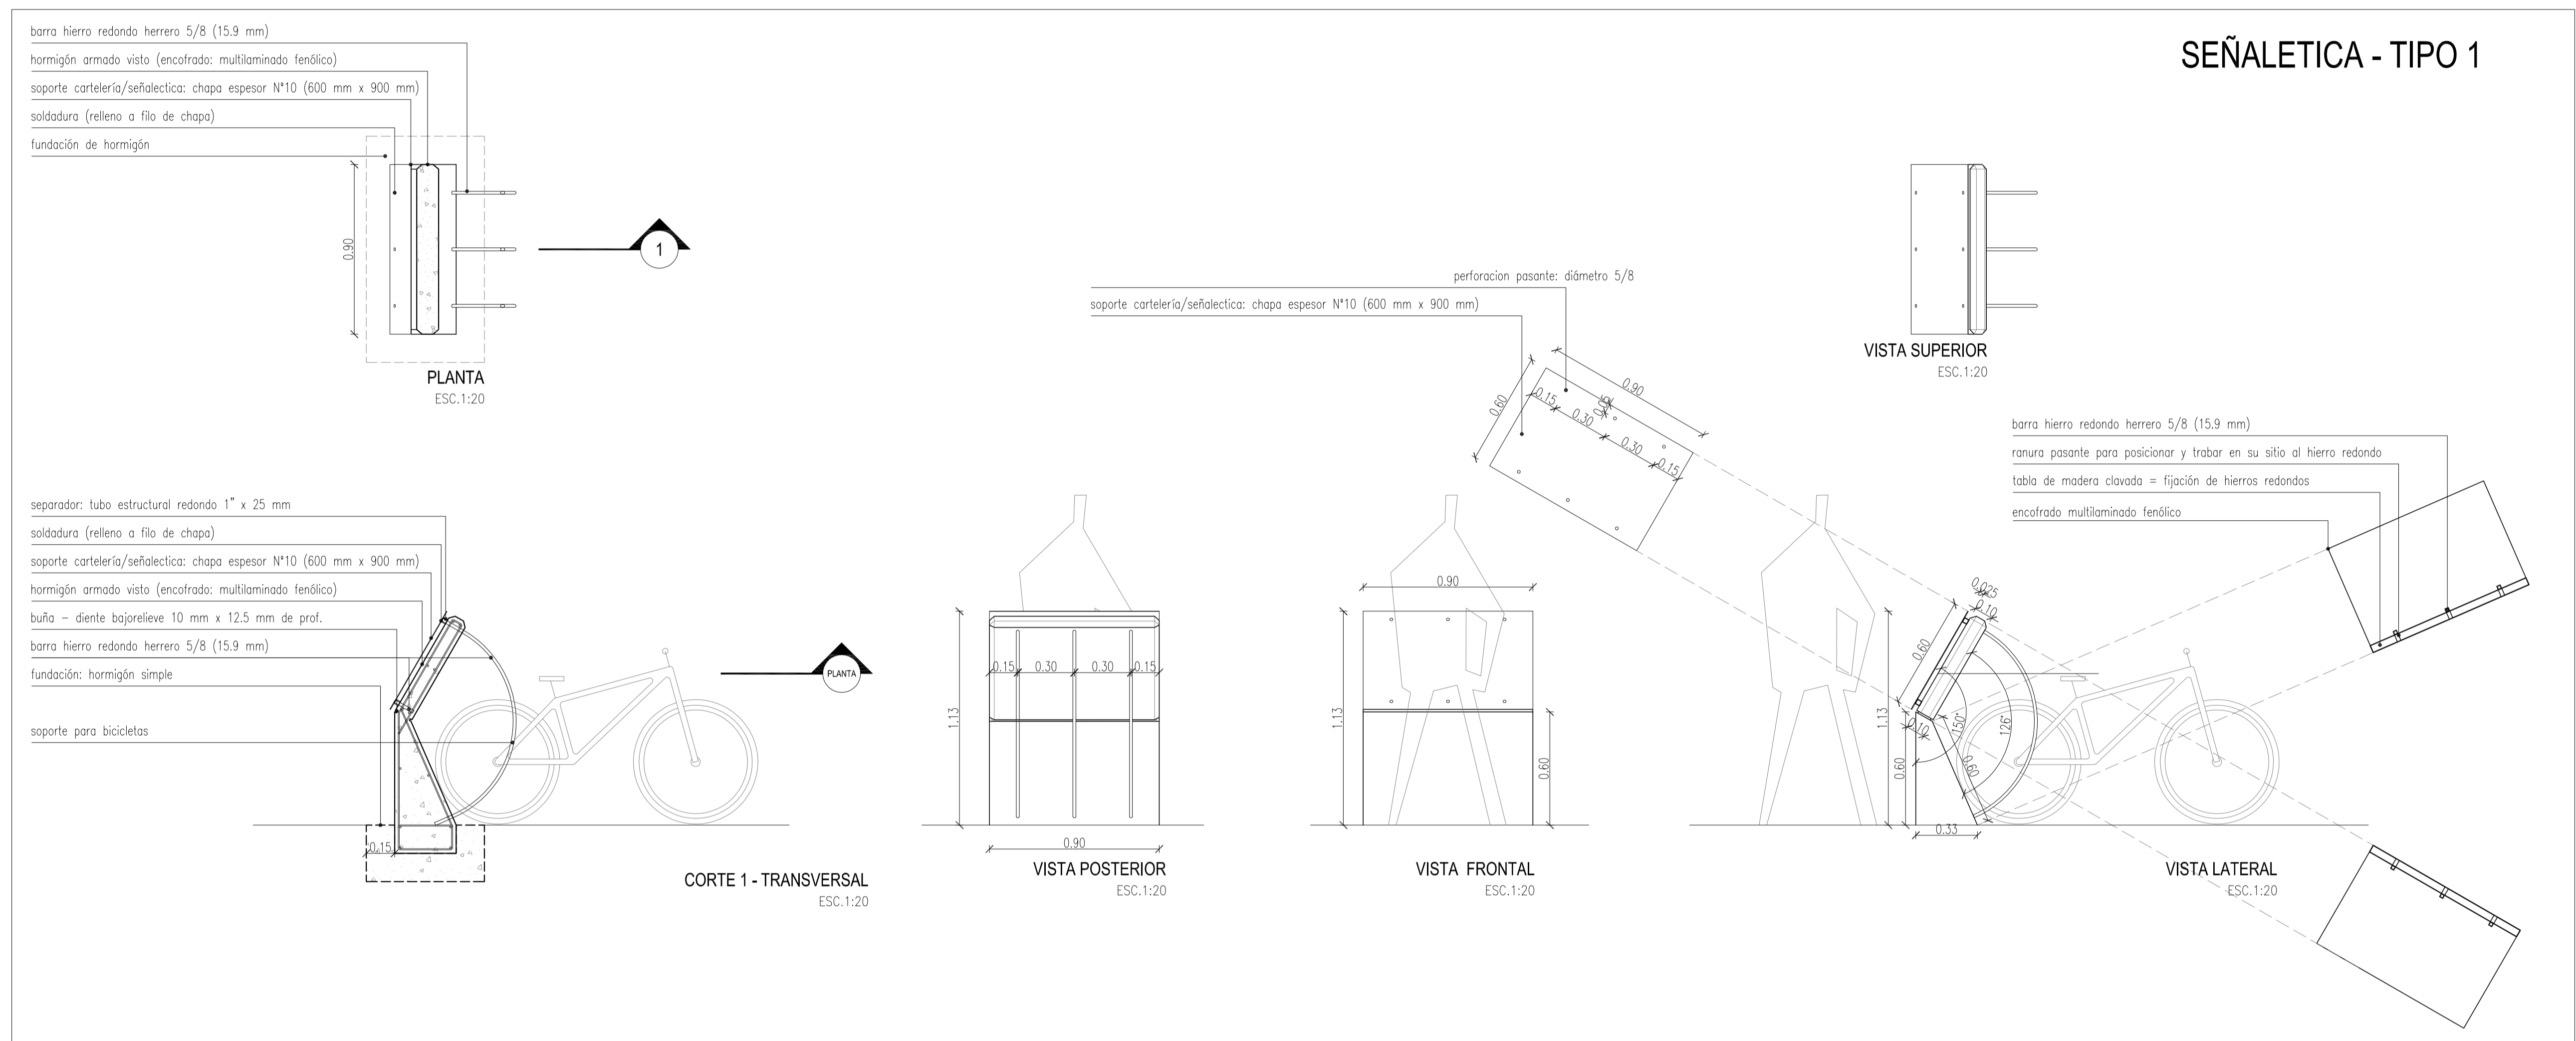 SEÑALETICA - TIPO 1
barra hierro redondo herrero 5/8 (15.9 mm)
hormigón armado visto (encofrado: multilaminado fenólico)
soporte cartelería/señalectica: chapa espesor N°10 (600 mm x 900 mm)
soldadura (relleno a filo de chapa)
fundación de hormigón
0.90
1
PLANTA
ESC.1:20
VISTA SUPERIOR
ESC.1:20
perforacion pasante: diámetro 5/8
soporte cartelería/señalectica: chapa espesor N°10 (600 mm x 900 mm)
0.60
0.90
0.15
0.30
0.05
0.30
0.15
barra hierro redondo herrero 5/8 (15.9 mm)
ranura pasante para posicionar y trabar en su sitio al hierro redondo
tabla de madera clavada = fijación de hierros redondos
encofrado multilaminado fenólico
separador: tubo estructural redondo 1" x 25 mm
soldadura (relleno a filo de chapa)
soporte cartelería/señalectica: chapa espesor N°10 (600 mm x 900 mm)
hormigón armado visto (encofrado: multilaminado fenólico)
buña – diente bajorelieve 10 mm x 12.5 mm de prof.
barra hierro redondo herrero 5/8 (15.9 mm)
fundación: hormigón simple
soporte para bicicletas
0.15
PLANTA
CORTE 1 - TRANSVERSAL
ESC.1:20
1.13
0.15
0.30
0.30
0.15
0.90
VISTA POSTERIOR
ESC.1:20
0.90
1.13
0.60
VISTA FRONTAL
ESC.1:20
0.025
0.10
0.60
1.13
0.60
0.10
150°
126°
0.60
0.33
VISTA LATERAL
ESC.1:20